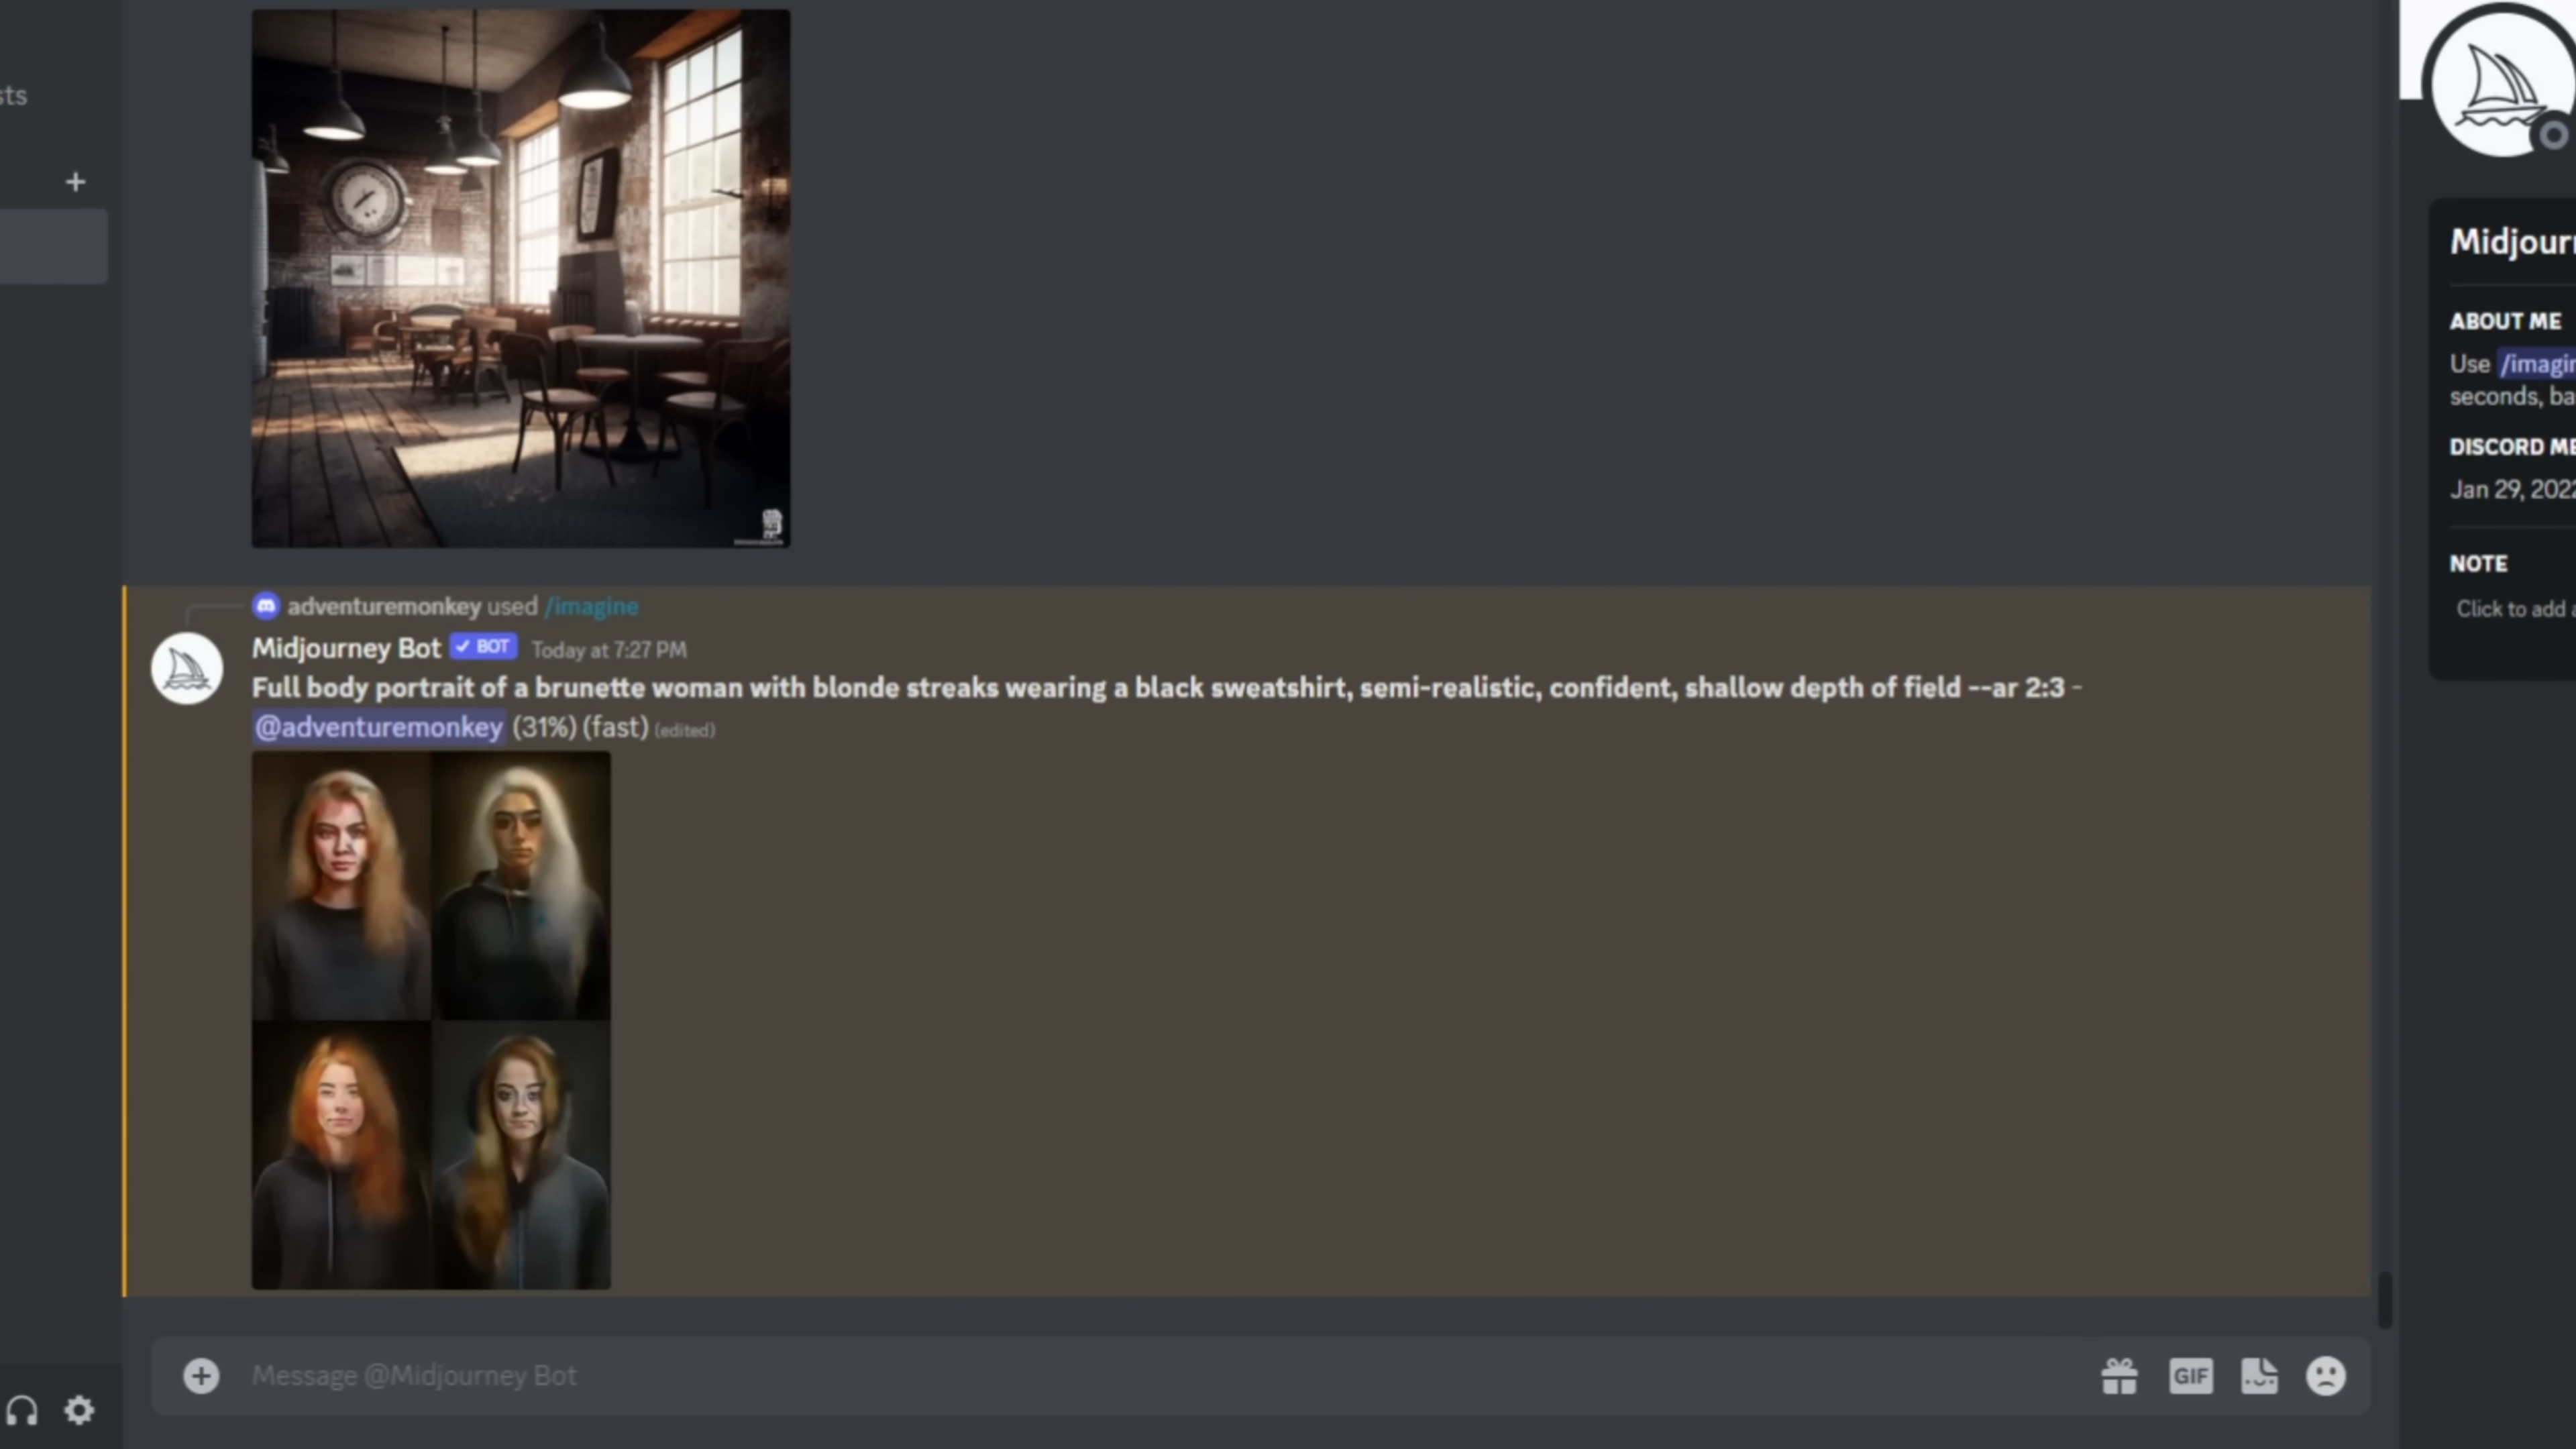 sts
adventuremonkey used /imagine
Midjourney Bot BOT Today at 7:27 PM
Full body portrait of a brunette woman with blonde streaks wearing a black sweatshirt, semi-realistic, confident, shallow depth of field --ar 2:3 -
@adventuremonkey (31%) (fast) (edited)
Message @Midjourney Bot
GIF
Midjourn
ABOUT ME
Use /imagin
seconds, ba
DISCORD ME
Jan 29, 2022
NOTE
Click to add a